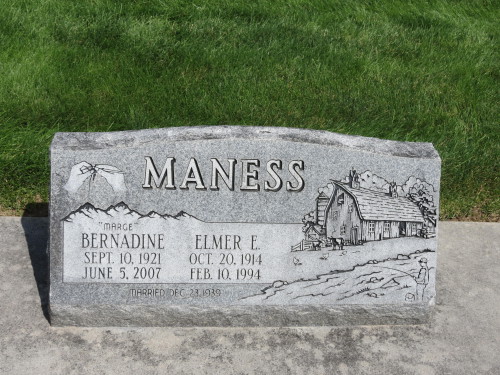 MANESS
"MARGE"
BERNADINE
SEPT. 10, 1921
JUNE 5, 2007
ELMER E.
OCT. 20, 1914
FEB. 10, 1994
MARRIED DEC. 23, 1939